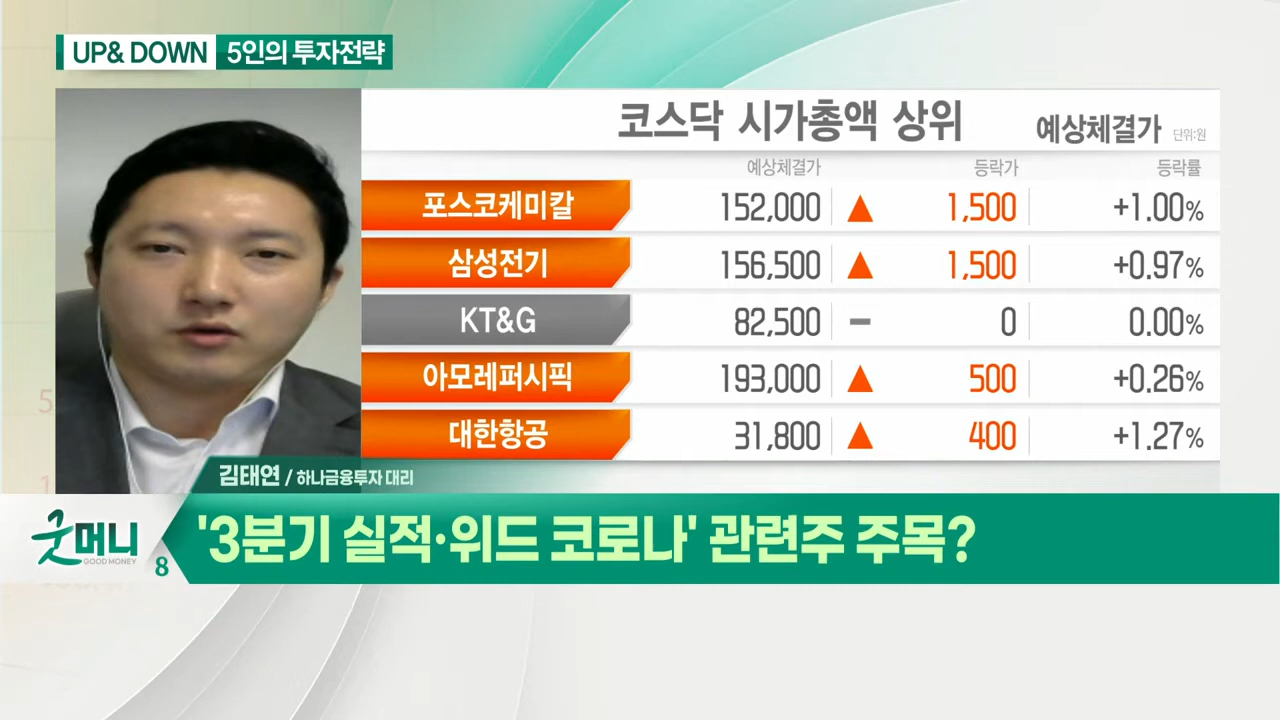 UP& DOWN 5인의 투자전략
코스닥 시가총액 상위 예상체결가 단위:원
예상체결가 등락가 등락률
포스코케미칼 152,000 ▲ 1,500 +1.00%
삼성전기 156,500 ▲ 1,500 +0.97%
KT&G 82,500 − 0 0.00%
아모레퍼시픽 193,000 ▲ 500 +0.26%
대한항공 31,800 ▲ 400 +1.27%
김태연 / 하나금융투자 대리
굿머니
GOOD MONEY
8
'3분기 실적·위드 코로나' 관련주 주목?